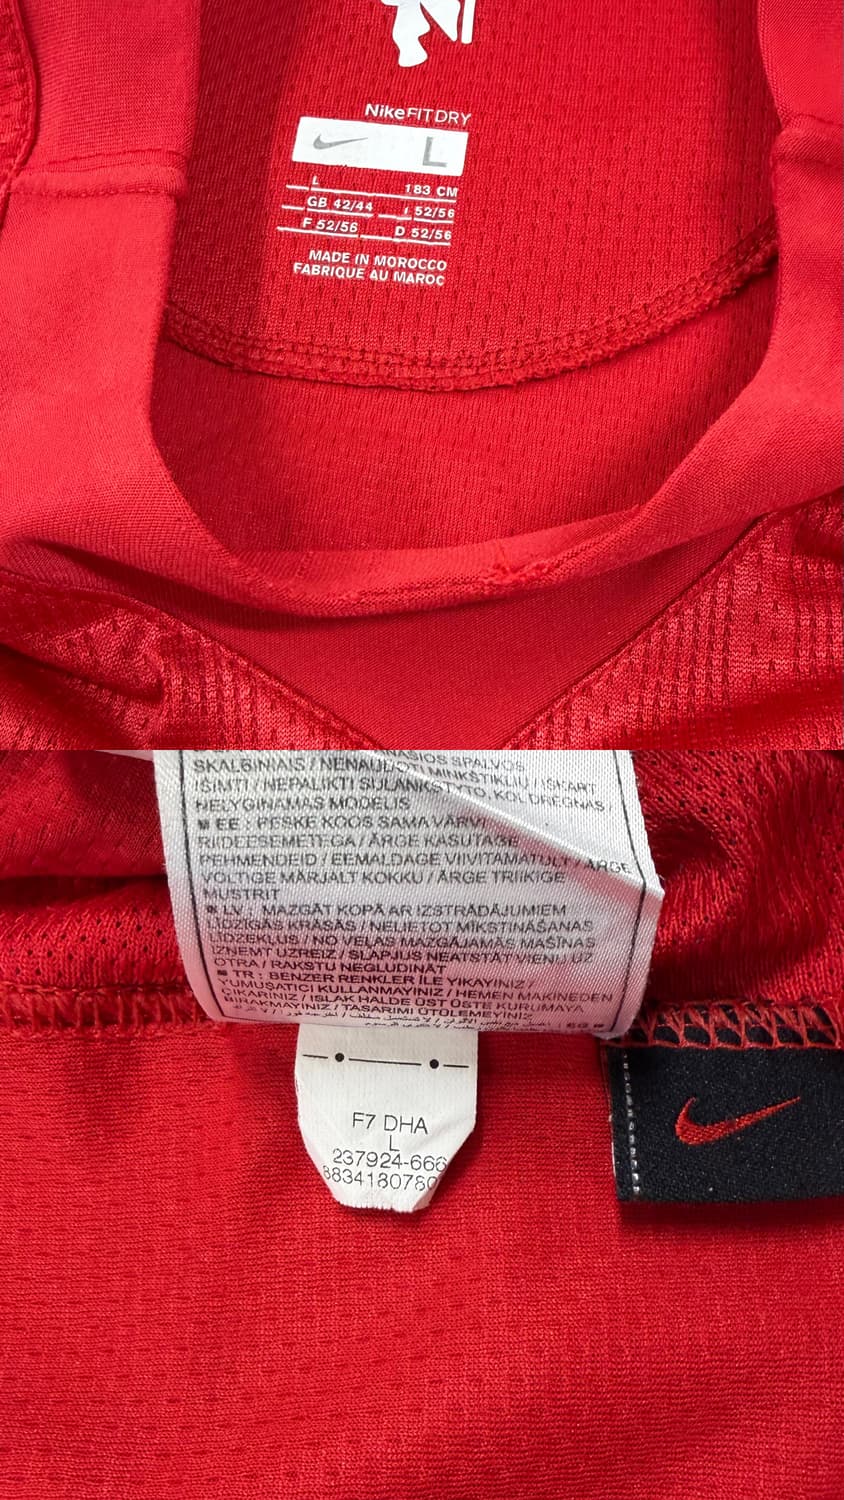 NikeFITDRY
L
L 183 CM
GB 42/44 I 52/56
F 52/56 D 52/56
MADE IN MOROCCO
FABRIQUE AU MAROC
SPALVOS
SKALBINIAIS / NENAUDOTI MINKŠTIKLIU / IŠKART
IŠIMTI / NEPALIKTI SULANKSTYTO, KOL DRĖGNAS /
NELYGINAMAS MODELIS
EE : PESKE KOOS SAMA VÄRVI
RIIDEESEMETEGA / ÄRGE KASUTAGE
PEHMENDEID / EEMALDAGE VIIVITAMATULT / ÄRGE
VOLTIGE MÄRJALT KOKKU / ÄRGE TRIIKIGE
MUSTRIT
LV : MAZGĀT KOPĀ AR IZSTRĀDĀJUMIEM
LĪDZĪGĀS KRĀSĀS / NELIETOT MĪKSTINĀŠANAS
LĪDZEKĻUS / NO VEĻAS MAZGĀJAMĀS MAŠĪNAS
IZŅEMT UZREIZ / SLAPJUS NEATSTĀT VIENU UZ
OTRA / RAKSTU NEGLUDINĀT
TR : BENZER RENKLER İLE YIKAYINIZ /
YUMUŞATICI KULLANMAYINIZ / HEMEN MAKİNEDEN
ÇIKARINIZ / ISLAK HALDE ÜST ÜSTE KURUMAYA
BIRAKMAYINIZ / TASARIMI ÜTÜLEMEYİNİZ
F7 DHA
L
237924-666
8834180780